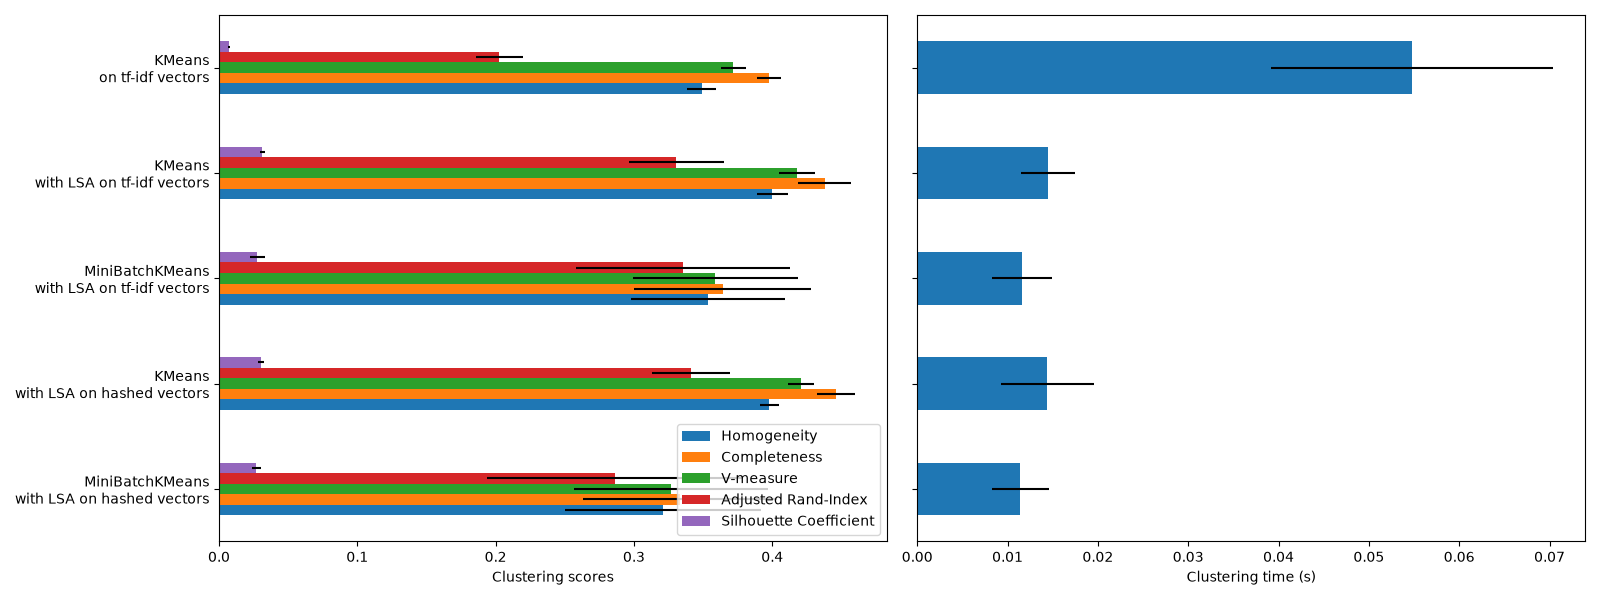 KMeans
on tf-idf vectors
KMeans
with LSA on tf-idf vectors
MiniBatchKMeans
with LSA on tf-idf vectors
KMeans
with LSA on hashed vectors
MiniBatchKMeans
with LSA on hashed vectors
Homogeneity
Completeness
V-measure
Adjusted Rand-Index
Silhouette Coefficient
0.0 0.1 0.2 0.3 0.4
Clustering scores
0.00 0.01 0.02 0.03 0.04 0.05 0.06 0.07
Clustering time (s)